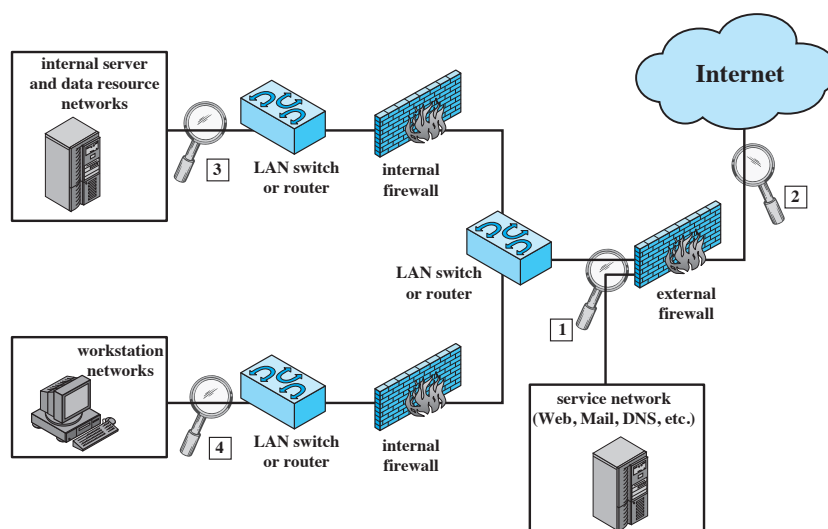 internal server
and data resource
networks
3
LAN switch
or router
internal
firewall
Internet
2
LAN switch
or router
1
external
firewall
workstation
networks
4
LAN switch
or router
internal
firewall
service network
(Web, Mail, DNS, etc.)